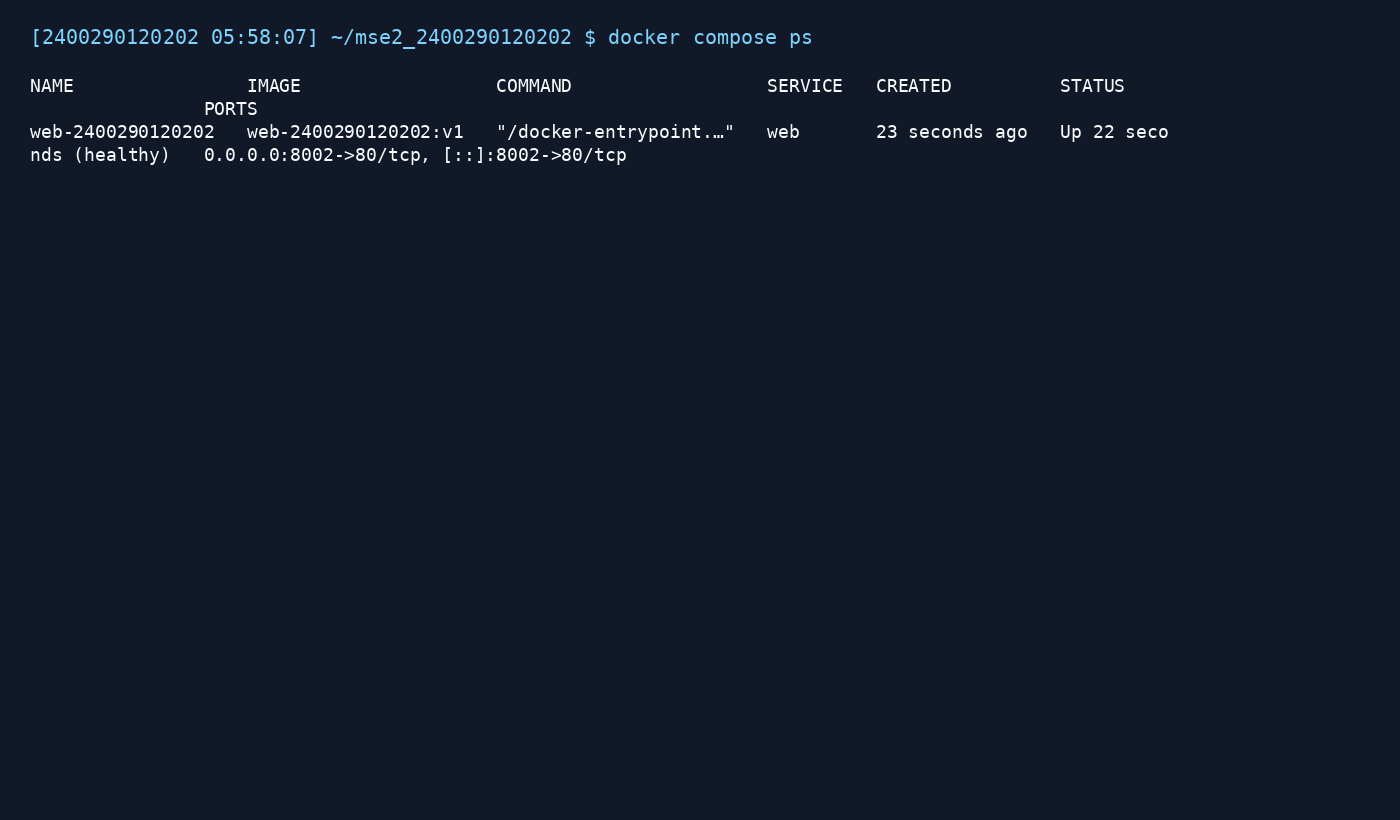 [2400290120202 05:58:07] ~/mse2_2400290120202 $ docker compose ps
NAME                IMAGE                  COMMAND                  SERVICE   CREATED          STATUS
                PORTS
web-2400290120202   web-2400290120202:v1   "/docker-entrypoint.…"   web       23 seconds ago   Up 22 seco
nds (healthy)   0.0.0.0:8002->80/tcp, [::]:8002->80/tcp